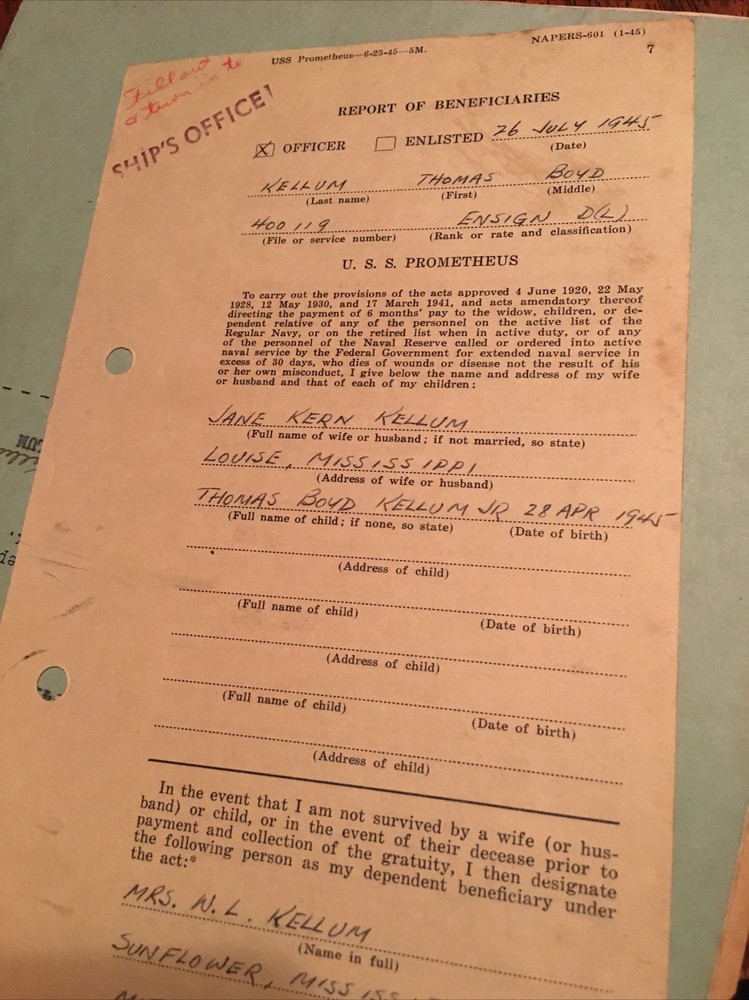 NAPERS-601 (1-45)
USS Prometheus—6-25-45—5M.
7
Fill out
& turn in to
SHIP'S OFFICE!
REPORT OF BENEFICIARIES
X OFFICER ENLISTED 26 JULY 1945
(Date)
KELLUM THOMAS BOYD
(Last name) (First) (Middle)
400119 ENSIGN D(L)
(File or service number) (Rank or rate and classification)
U. S. S. PROMETHEUS
To carry out the provisions of the acts approved 4 June 1920, 22 May
1928, 12 May 1930, and 17 March 1941, and acts amendatory thereof
directing the payment of 6 months' pay to the widow, children, or de-
pendent relative of any of the personnel on the active list of the
Regular Navy, or on the retired list when in active duty, or of any
of the personnel of the Naval Reserve called or ordered into active
naval service by the Federal Government for extended naval service in
excess of 30 days, who dies of wounds or disease not the result of his
or her own misconduct, I give below the name and address of my wife
or husband and that of each of my children:
JANE KERN KELLUM
(Full name of wife or husband; if not married, so state)
LOUISE, MISSISSIPPI
(Address of wife or husband)
THOMAS BOYD KELLUM JR 28 APR 1945
(Full name of child; if none, so state) (Date of birth)
(Address of child)
(Full name of child) (Date of birth)
(Address of child)
(Full name of child) (Date of birth)
(Address of child)
In the event that I am not survived by a wife (or hus-
band) or child, or in the event of their decease prior to
payment and collection of the gratuity, I then designate
the following person as my dependent beneficiary under
the act:*
MRS. W. L. KELLUM
(Name in full)
SUNFLOWER, MISSISS